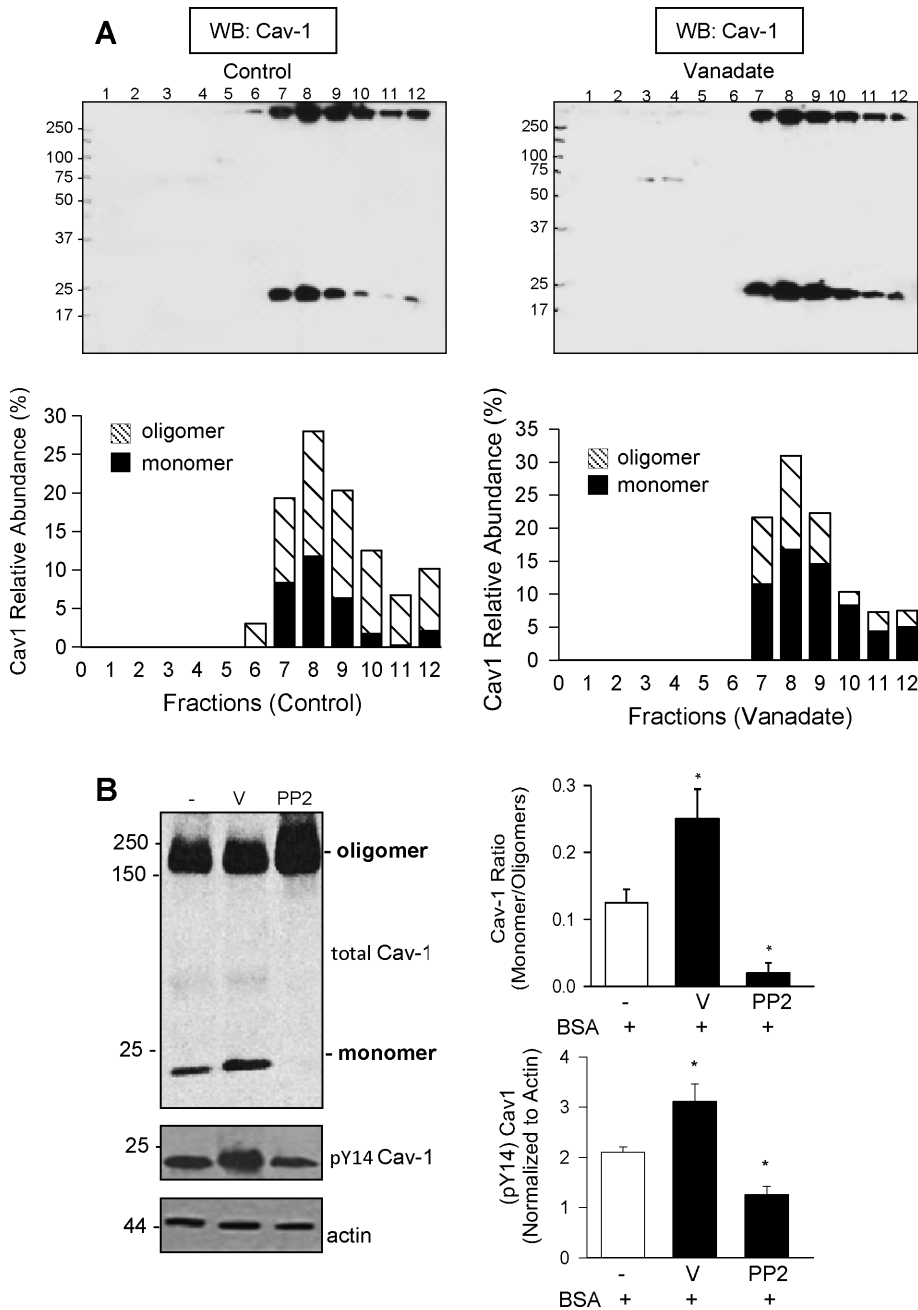 A
WB: Cav-1
Control
1 2 3 4 5 6 7 8 9 10 11 12
250
100
75
50
37
25
17
WB: Cav-1
Vanadate
1 2 3 4 5 6 7 8 9 10 11 12
250
100
75
50
37
25
17
Cav1 Relative Abundance (%)
30
25
20
15
10
5
0
oligomer
monomer
0 1 2 3 4 5 6 7 8 9 10 11 12
Fractions (Control)
Cav1 Relative Abundance (%)
35
30
25
20
15
10
5
0
oligomer
monomer
0 1 2 3 4 5 6 7 8 9 10 11 12
Fractions (Vanadate)
B
- V PP2
250 -
150 -
- oligomer
total Cav-1
25 -
- monomer
25 -
pY14 Cav-1
44 -
actin
Cav-1 Ratio
(Monomer/Oligomers)
0.3
0.2
0.1
0.0
* *
- V PP2
BSA + + +
(pY14) Cav1
(Normalized to Actin)
4
3
2
1
0
* *
- V PP2
BSA + + +